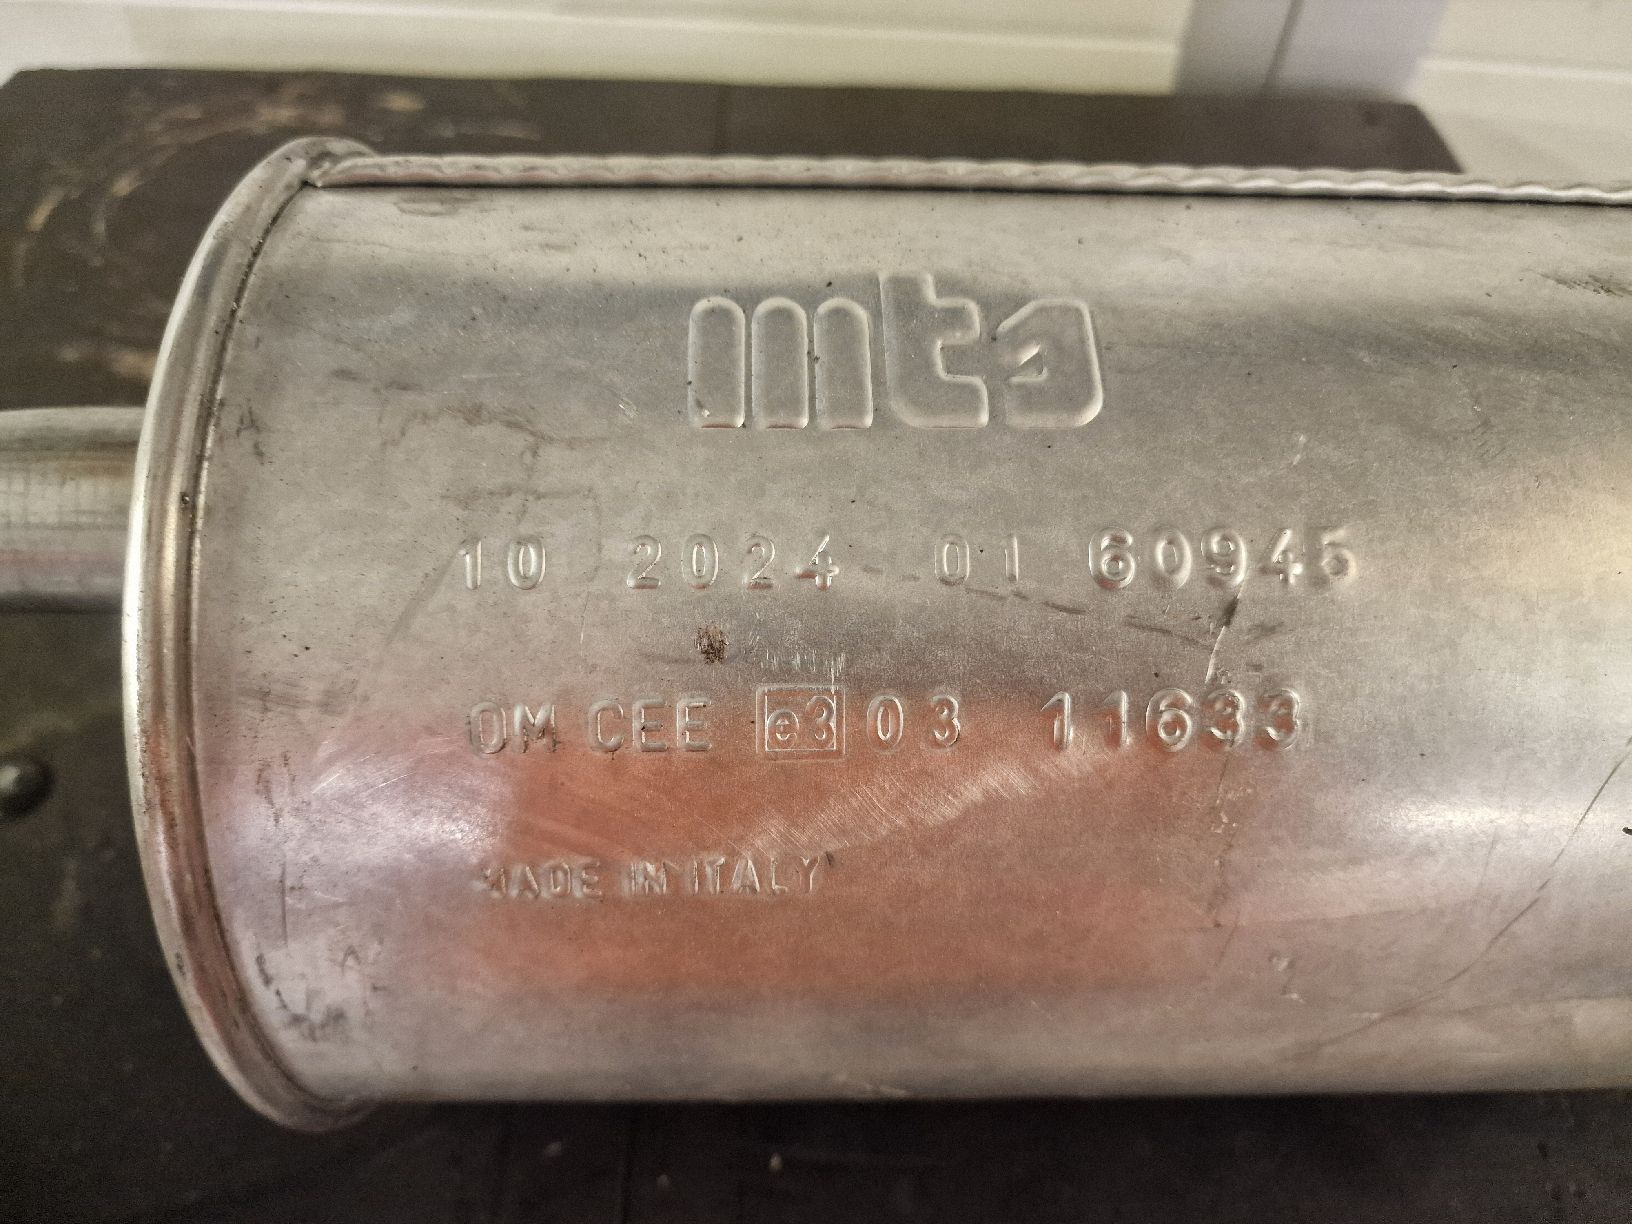 mta
10 2024 01 60945
OM CEE e3 03 11633
MADE IN ITALY